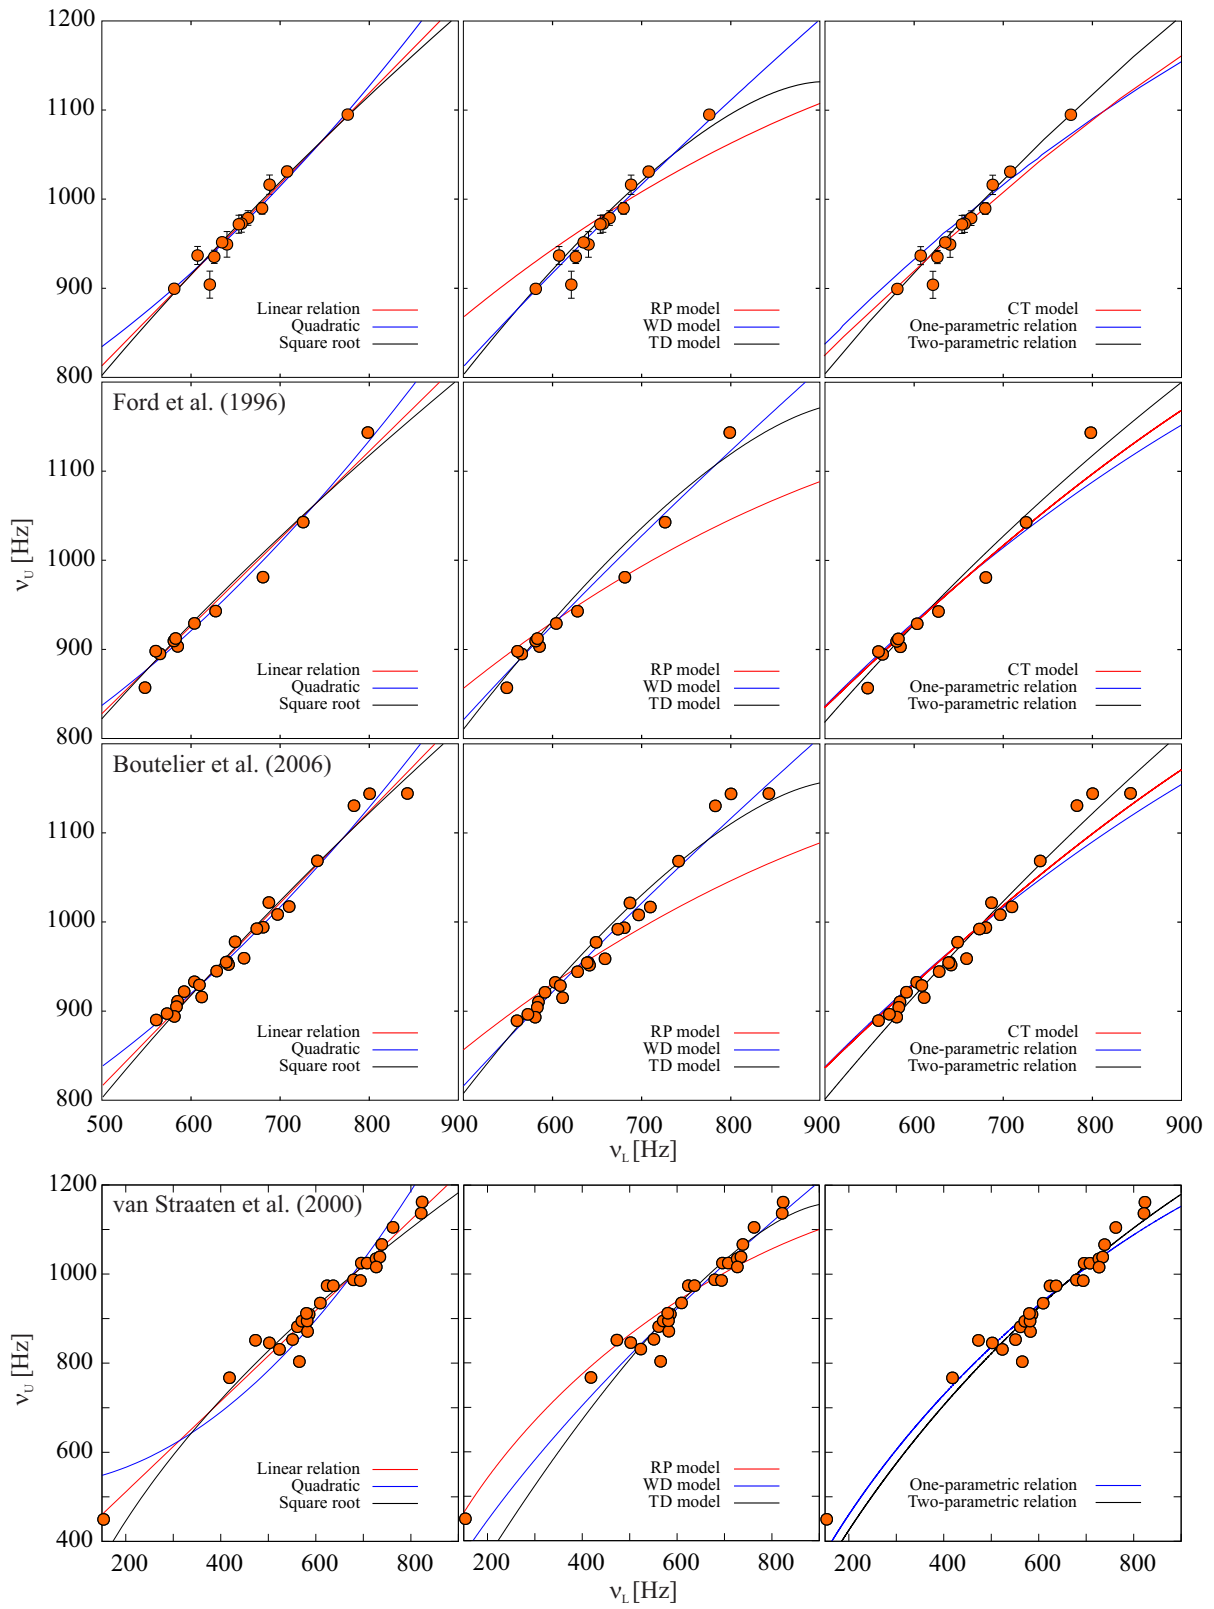 1200
1100
1000
900
800
Linear relation
Quadratic
Square root
RP model
WD model
TD model
CT model
One-parametric relation
Two-parametric relation
Ford et al. (1996)
1100
1000
900
800
νU [Hz]
Linear relation
Quadratic
Square root
RP model
WD model
TD model
CT model
One-parametric relation
Two-parametric relation
Boutelier et al. (2006)
1100
1000
900
800
Linear relation
Quadratic
Square root
RP model
WD model
TD model
CT model
One-parametric relation
Two-parametric relation
500 600 700 800 900 600 700 800 900 600 700 800 900
νL [Hz]
van Straaten et al. (2000)
1200
1000
800
600
400
νU [Hz]
Linear relation
Quadratic
Square root
RP model
WD model
TD model
One-parametric relation
Two-parametric relation
200 400 600 800 200 400 600 800 200 400 600 800
νL [Hz]